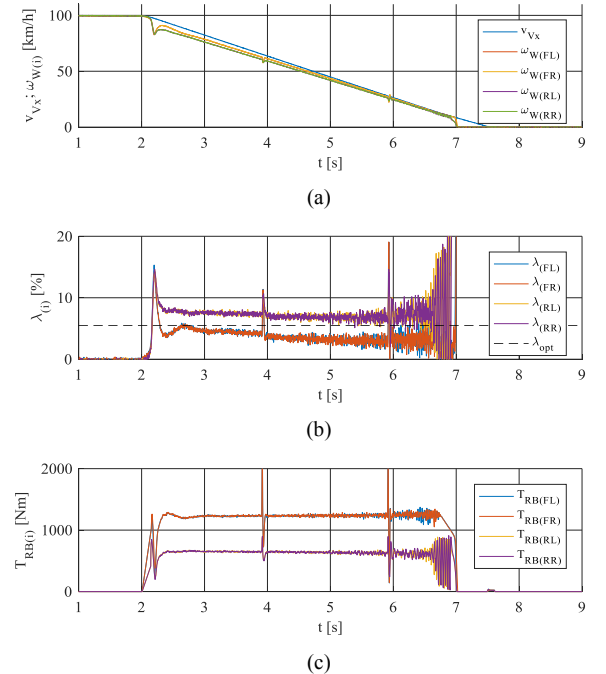 100
50
0
v_Vx; ω_W(i) [km/h]
v_Vx
ω_W(FL)
ω_W(FR)
ω_W(RL)
ω_W(RR)
1 2 3 4 5 6 7 8 9
t [s]
(a)
20
10
0
λ_(i) [%]
λ_(FL)
λ_(FR)
λ_(RL)
λ_(RR)
λ_opt
1 2 3 4 5 6 7 8 9
t [s]
(b)
2000
1000
0
T_RB(i) [Nm]
T_RB(FL)
T_RB(FR)
T_RB(RL)
T_RB(RR)
1 2 3 4 5 6 7 8 9
t [s]
(c)